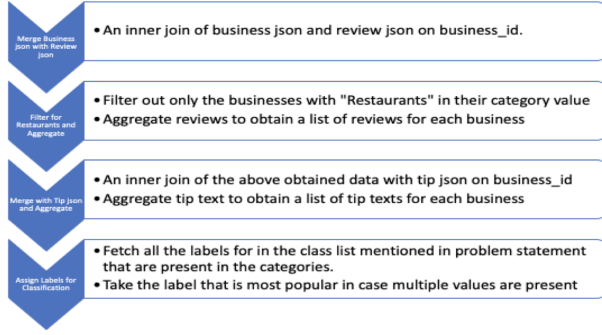 Merge Business
json with Review
json
• An inner join of business json and review json on business_id.
Filter for
Restaurants and
Aggregate
• Filter out only the businesses with "Restaurants" in their category value
• Aggregate reviews to obtain a list of reviews for each business
Merge with Tip json
and Aggregate
• An inner join of the above obtained data with tip json on business_id
• Aggregate tip text to obtain a list of tip texts for each business
Assign Labels for
Classification
• Fetch all the labels for in the class list mentioned in problem statement
that are present in the categories.
• Take the label that is most popular in case multiple values are present